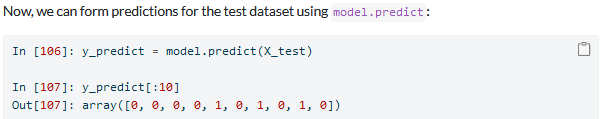 Now, we can form predictions for the test dataset using model.predict:
In [106]: y_predict = model.predict(X_test)
In [107]: y_predict[:10]
Out[107]: array([0, 0, 0, 0, 1, 0, 1, 0, 1, 0])